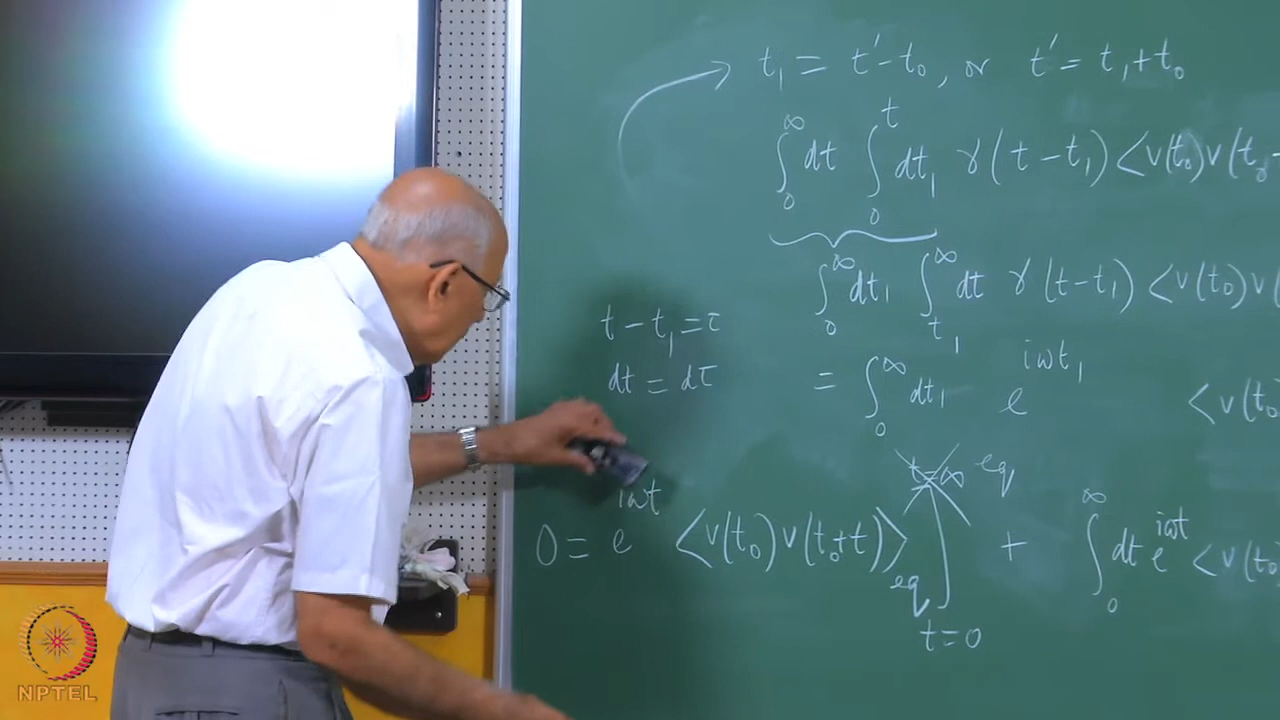 t₁ = t' - t₀, or t' = t₁ + t₀
∫₀^∞ dt ∫₀^t dt₁ γ(t - t₁) <v(t₀) v(t₀
∫₀^∞ dt₁ ∫_{t₁}^∞ dt γ(t - t₁) <v(t₀) v(
t - t₁ = τ
dt = dτ
= ∫₀^∞ dt₁ e^{iωt₁} <v(t₀)
0 = e^{iωt} <v(t₀) v(t₀+t)>_{eq} |_{t=0}^{t=∞} eq + ∫₀^∞ dt e^{iωt} <v(t₀)
NPTEL